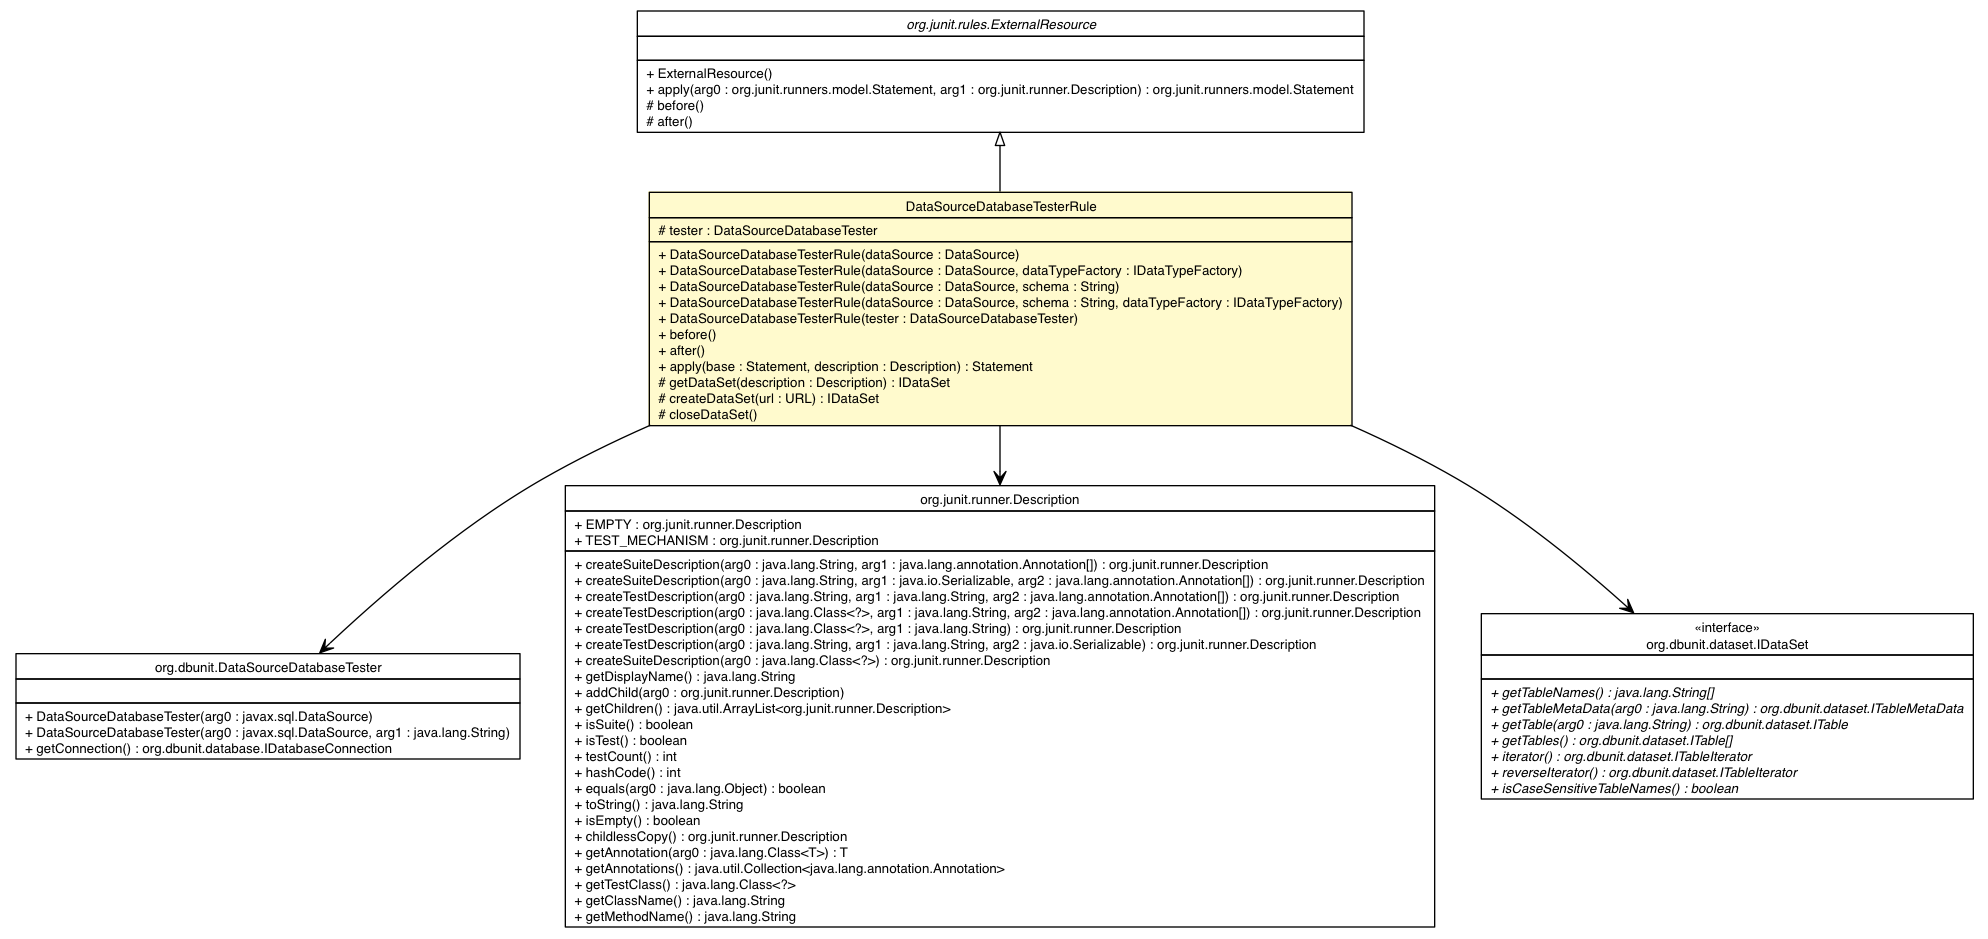 org.junit.rules.ExternalResource
+ ExternalResource()
+ apply(arg0 : org.junit.runners.model.Statement, arg1 : org.junit.runner.Description) : org.junit.runners.model.Statement
# before()
# after()
DataSourceDatabaseTesterRule
# tester : DataSourceDatabaseTester
+ DataSourceDatabaseTesterRule(dataSource : DataSource)
+ DataSourceDatabaseTesterRule(dataSource : DataSource, dataTypeFactory : IDataTypeFactory)
+ DataSourceDatabaseTesterRule(dataSource : DataSource, schema : String)
+ DataSourceDatabaseTesterRule(dataSource : DataSource, schema : String, dataTypeFactory : IDataTypeFactory)
+ DataSourceDatabaseTesterRule(tester : DataSourceDatabaseTester)
+ before()
+ after()
+ apply(base : Statement, description : Description) : Statement
# getDataSet(description : Description) : IDataSet
# createDataSet(url : URL) : IDataSet
# closeDataSet()
org.dbunit.DataSourceDatabaseTester
+ DataSourceDatabaseTester(arg0 : javax.sql.DataSource)
+ DataSourceDatabaseTester(arg0 : javax.sql.DataSource, arg1 : java.lang.String)
+ getConnection() : org.dbunit.database.IDatabaseConnection
org.junit.runner.Description
+ EMPTY : org.junit.runner.Description
+ TEST_MECHANISM : org.junit.runner.Description
+ createSuiteDescription(arg0 : java.lang.String, arg1 : java.lang.annotation.Annotation[]) : org.junit.runner.Description
+ createSuiteDescription(arg0 : java.lang.String, arg1 : java.io.Serializable, arg2 : java.lang.annotation.Annotation[]) : org.junit.runner.Description
+ createTestDescription(arg0 : java.lang.String, arg1 : java.lang.String, arg2 : java.lang.annotation.Annotation[]) : org.junit.runner.Description
+ createTestDescription(arg0 : java.lang.Class<?>, arg1 : java.lang.String, arg2 : java.lang.annotation.Annotation[]) : org.junit.runner.Description
+ createTestDescription(arg0 : java.lang.Class<?>, arg1 : java.lang.String) : org.junit.runner.Description
+ createTestDescription(arg0 : java.lang.String, arg1 : java.lang.String, arg2 : java.io.Serializable) : org.junit.runner.Description
+ createSuiteDescription(arg0 : java.lang.Class<?>) : org.junit.runner.Description
+ getDisplayName() : java.lang.String
+ addChild(arg0 : org.junit.runner.Description)
+ getChildren() : java.util.ArrayList<org.junit.runner.Description>
+ isSuite() : boolean
+ isTest() : boolean
+ testCount() : int
+ hashCode() : int
+ equals(arg0 : java.lang.Object) : boolean
+ toString() : java.lang.String
+ isEmpty() : boolean
+ childlessCopy() : org.junit.runner.Description
+ getAnnotation(arg0 : java.lang.Class<T>) : T
+ getAnnotations() : java.util.Collection<java.lang.annotation.Annotation>
+ getTestClass() : java.lang.Class<?>
+ getClassName() : java.lang.String
+ getMethodName() : java.lang.String
«interface»
org.dbunit.dataset.IDataSet
+ getTableNames() : java.lang.String[]
+ getTableMetaData(arg0 : java.lang.String) : org.dbunit.dataset.ITableMetaData
+ getTable(arg0 : java.lang.String) : org.dbunit.dataset.ITable
+ getTables() : org.dbunit.dataset.ITable[]
+ iterator() : org.dbunit.dataset.ITableIterator
+ reverseIterator() : org.dbunit.dataset.ITableIterator
+ isCaseSensitiveTableNames() : boolean